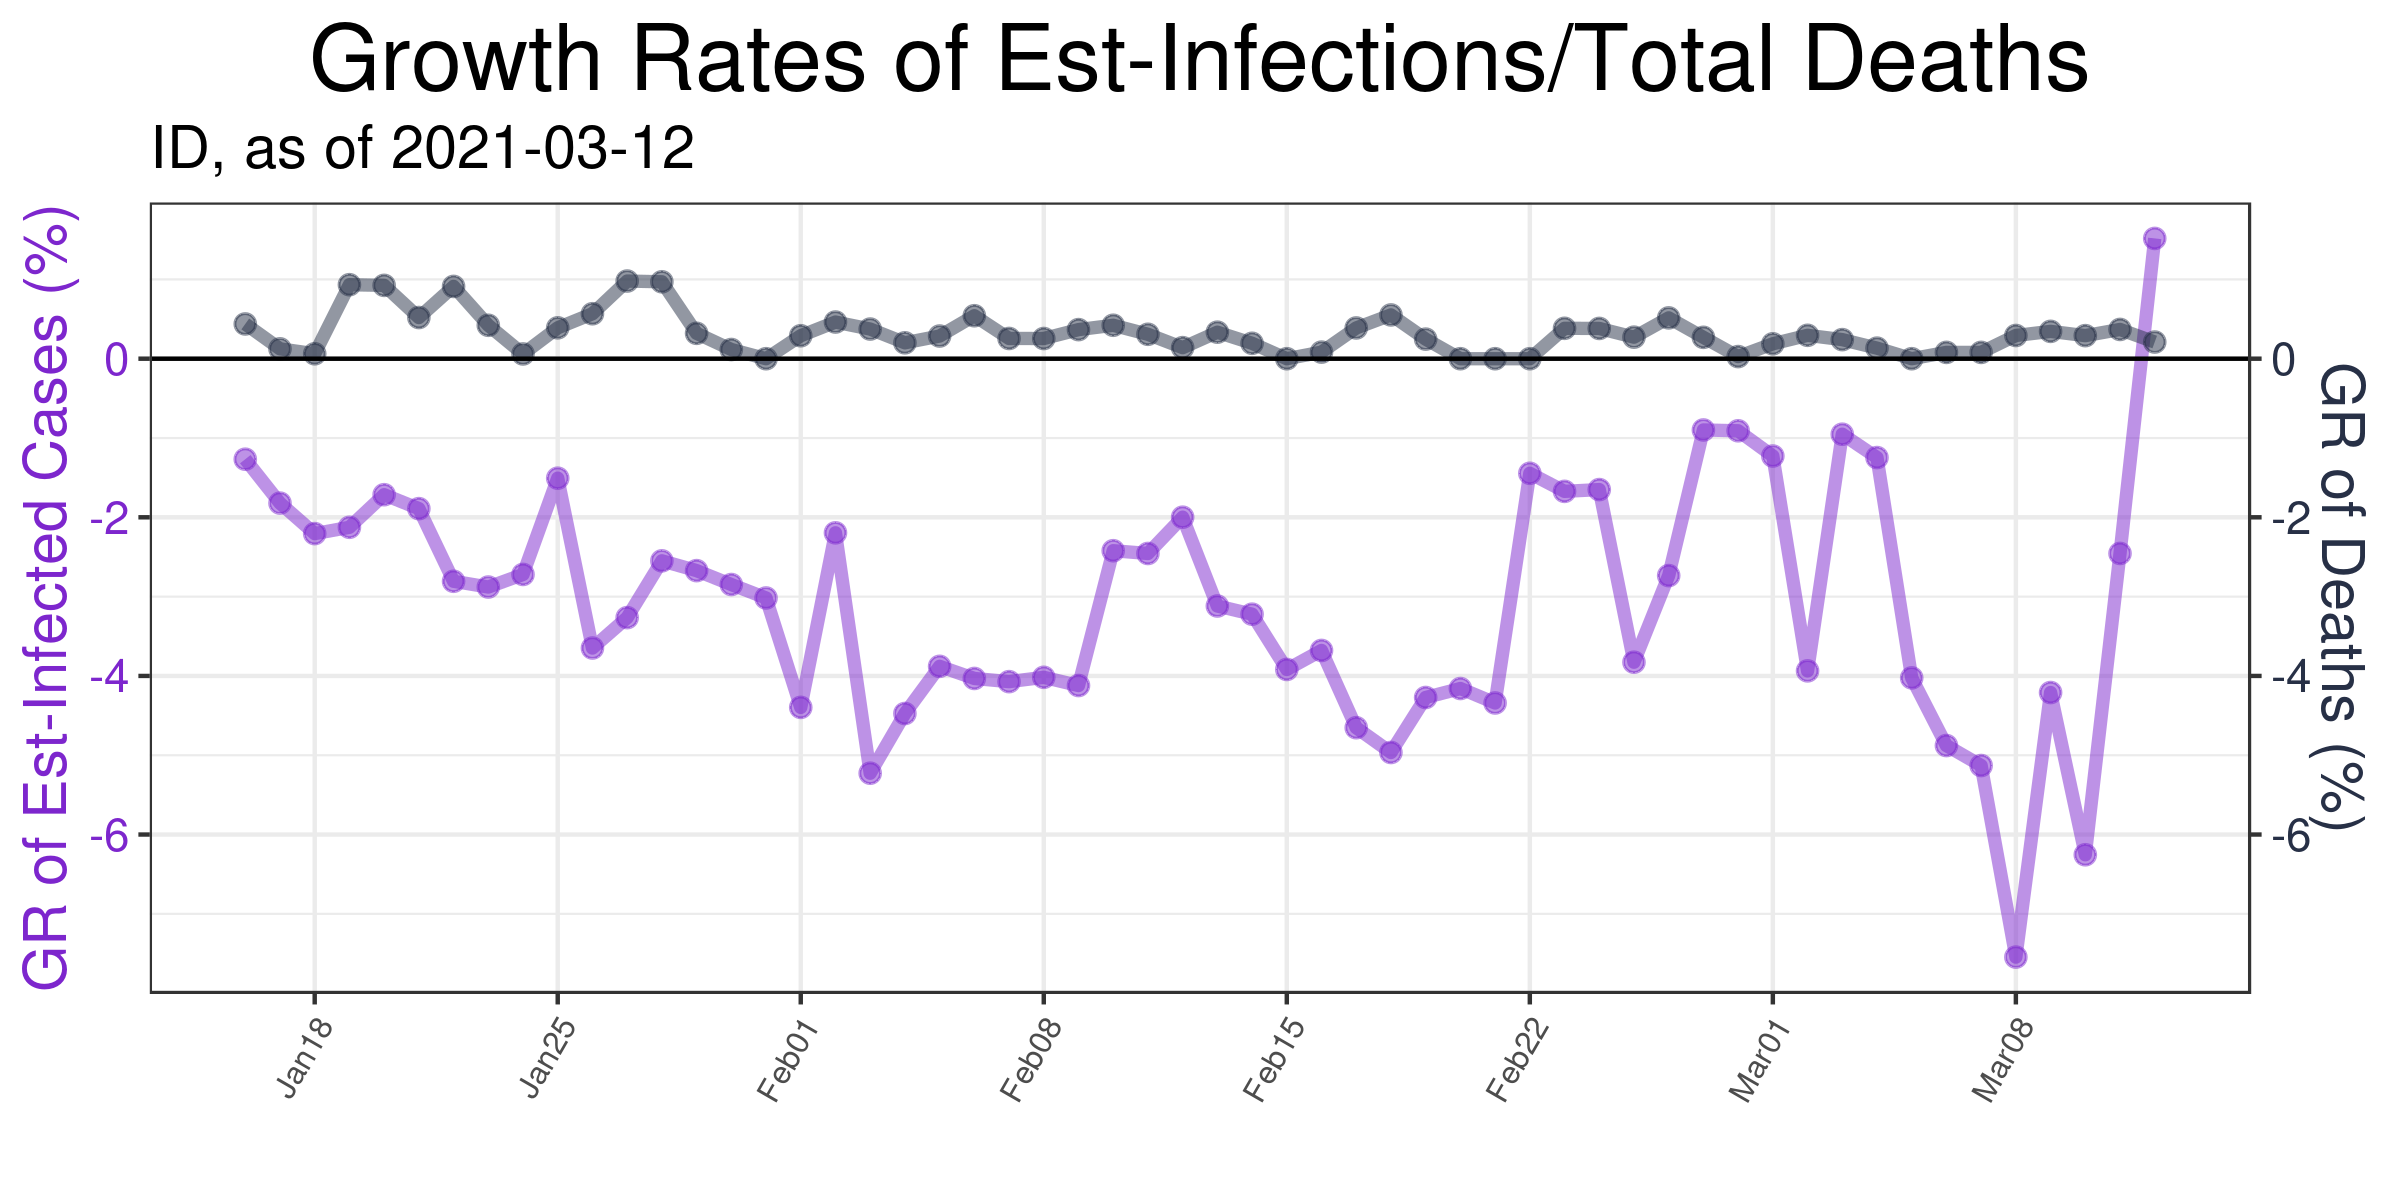 Growth Rates of Est-Infections/Total Deaths
ID, as of 2021-03-12
GR of Est-Infected Cases (%)
0
-2
-4
-6
0
-2
-4
-6
GR of Deaths (%)
Jan18
Jan25
Feb01
Feb08
Feb15
Feb22
Mar01
Mar08